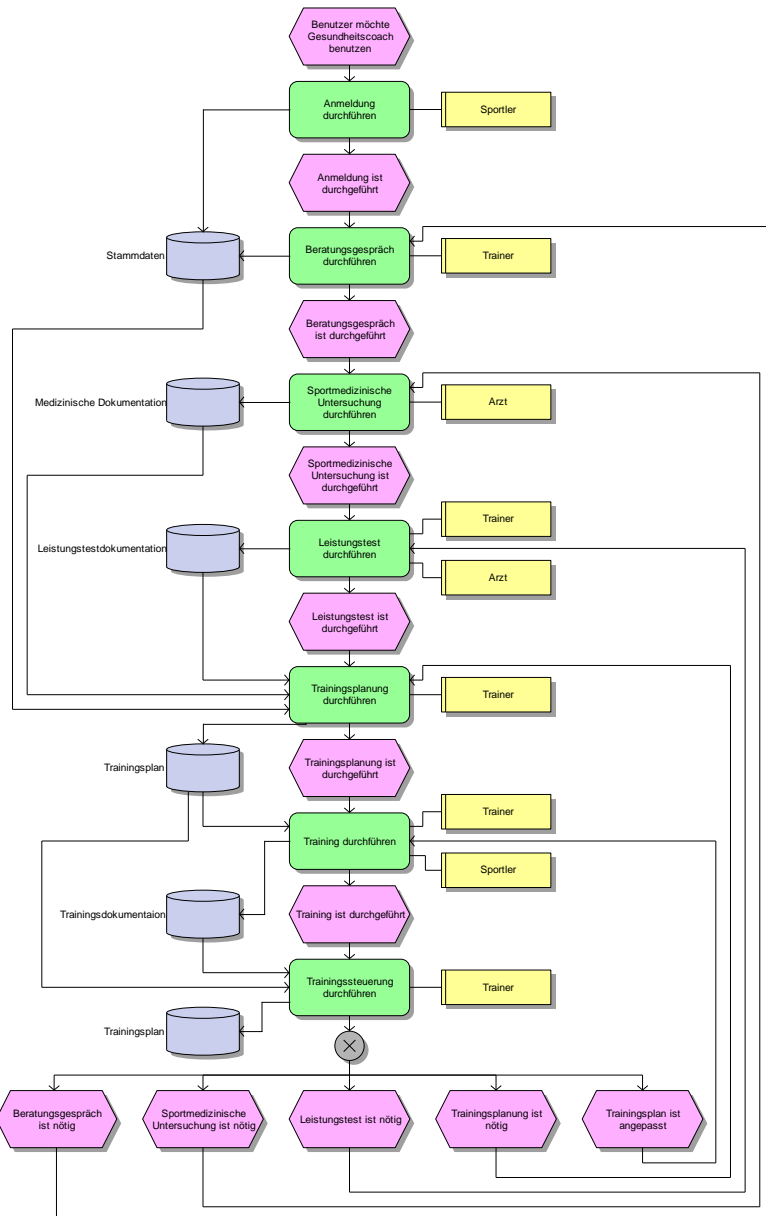 Benutzer möchte
Gesundheitscoach
benutzen
Anmeldung
durchführen
Sportler
Anmeldung ist
durchgeführt
Stammdaten
Beratungsgespräch
durchführen
Trainer
Beratungsgespräch
ist durchgeführt
Medizinische Dokumentation
Sportmedizinische
Untersuchung
durchführen
Arzt
Sportmedizinische
Untersuchung ist
durchgeführt
Trainer
Leistungstestdokumentation
Leistungstest
durchführen
Arzt
Leistungstest ist
durchgeführt
Trainingsplanung
durchführen
Trainer
Trainingsplan
Trainingsplanung ist
durchgeführt
Trainer
Training durchführen
Sportler
Trainingsdokumentaion
Training ist durchgeführt
Trainingssteuerung
durchführen
Trainer
Trainingsplan
Beratungsgespräch
ist nötig
Sportmedizinische
Untersuchung ist nötig
Leistungstest ist nötig
Trainingsplanung ist
nötig
Trainingsplan ist
angepasst